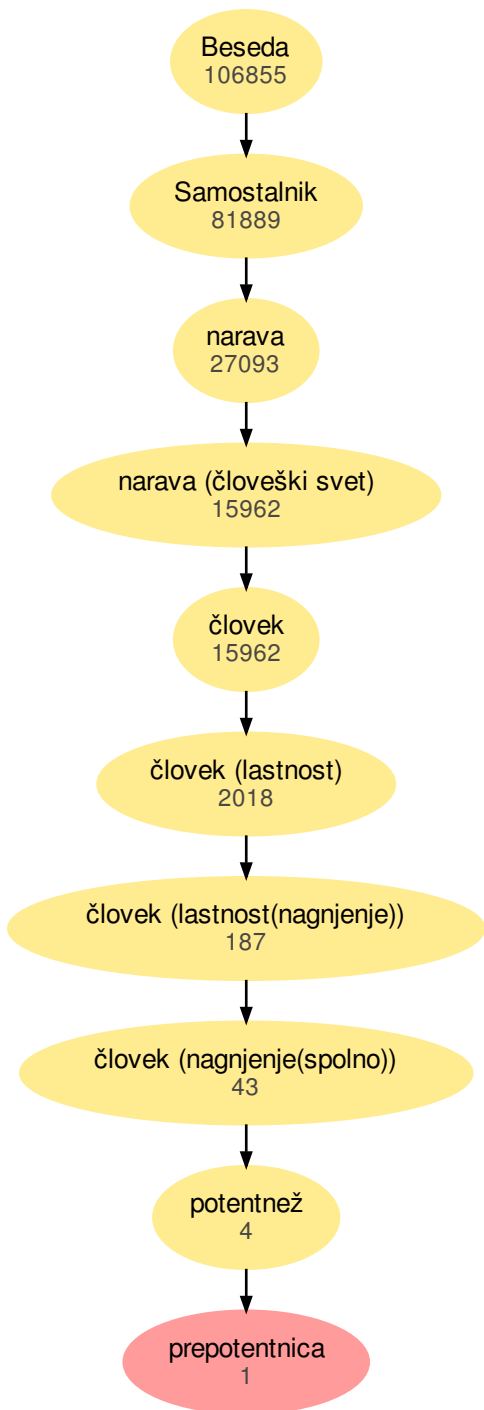 Beseda
106855
Samostalnik
81889
narava
27093
narava (človeški svet)
15962
človek
15962
človek (lastnost)
2018
človek (lastnost(nagnjenje))
187
človek (nagnjenje(spolno))
43
potentnež
4
prepotentnica
1